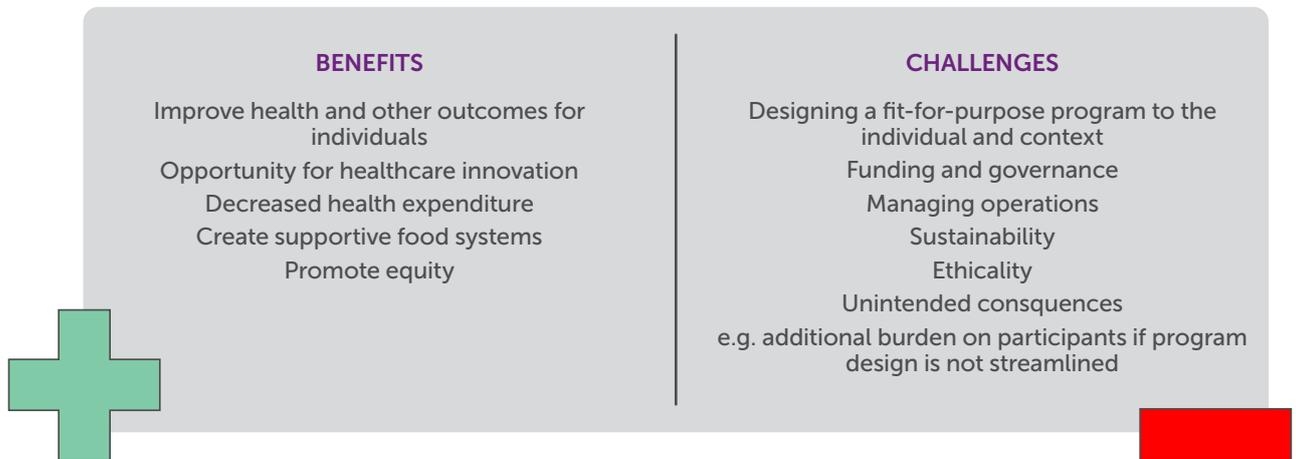 BENEFITS
Improve health and other outcomes for
individuals
Opportunity for healthcare innovation
Decreased health expenditure
Create supportive food systems
Promote equity
CHALLENGES
Designing a fit-for-purpose program to the
individual and context
Funding and governance
Managing operations
Sustainability
Ethicality
Unintended consquences
e.g. additional burden on participants if program
design is not streamlined